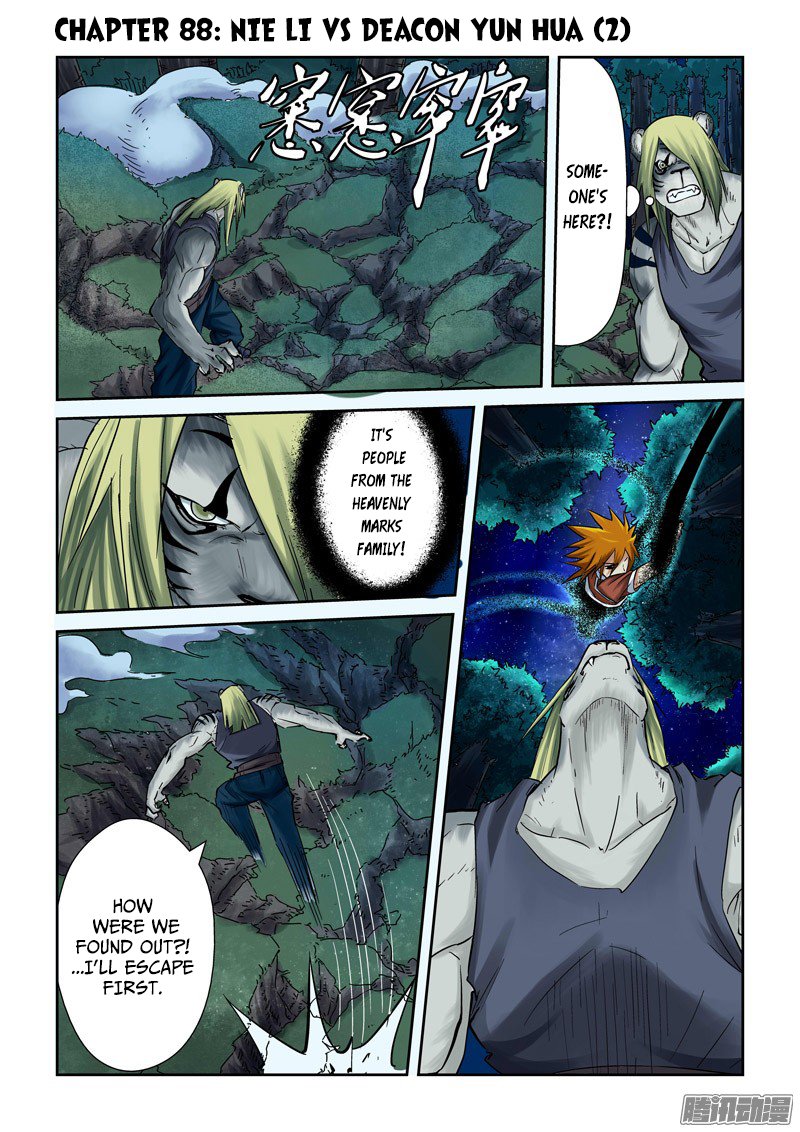 CHAPTER 88: NIE LI VS DEACON YUN HUA (2)
窸窸窣窣
SOME-
ONE'S
HERE?!
IT'S
PEOPLE
FROM THE
HEAVENLY
MARKS
FAMILY!
HOW
WERE WE
FOUND OUT?!
...I'LL ESCAPE
FIRST.
腾讯动漫